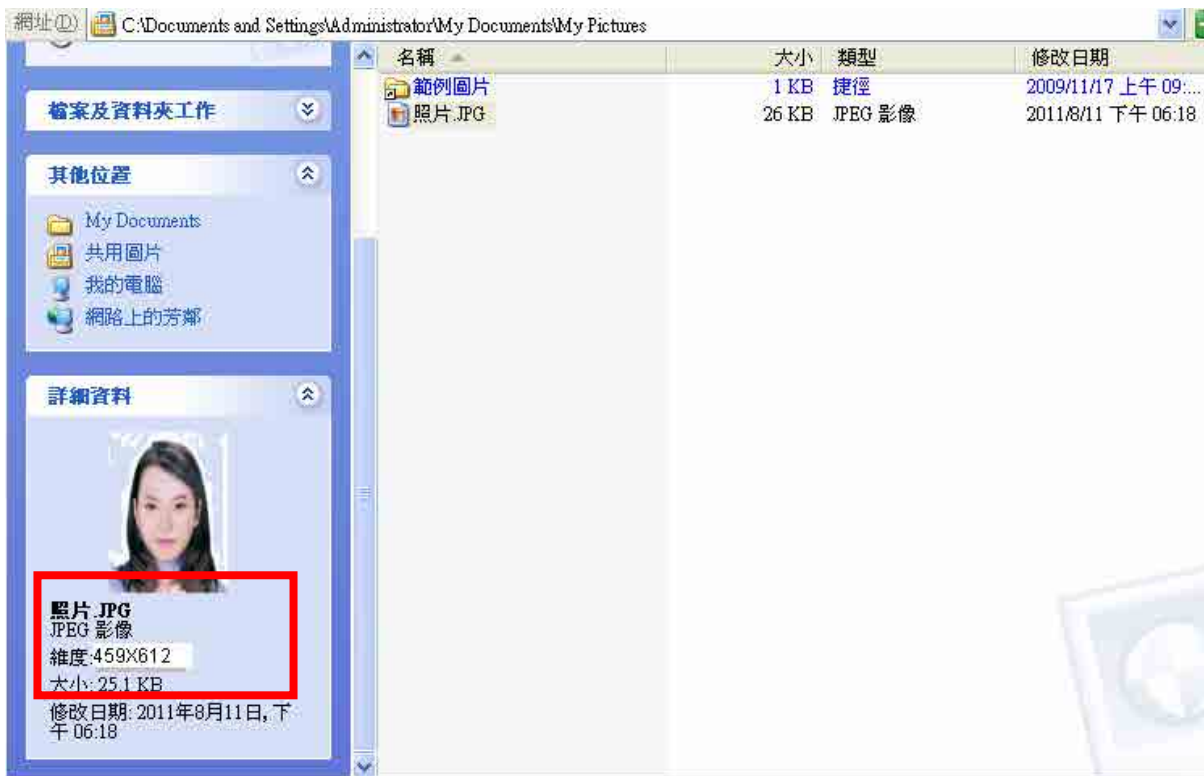 網址(D) C:\Documents and Settings\Administrator\My Documents\My Pictures
名稱 大小 類型 修改日期
範例圖片 1 KB 捷徑 2009/11/17 上午 09:...
照片.JPG 26 KB JPEG 影像 2011/8/11 下午 06:18
檔案及資料夾工作
其他位置
My Documents
共用圖片
我的電腦
網路上的芳鄰
詳細資料
照片.JPG
JPEG 影像
維度:459X612
大小: 25.1 KB
修改日期: 2011年8月11日, 下
午 06:18